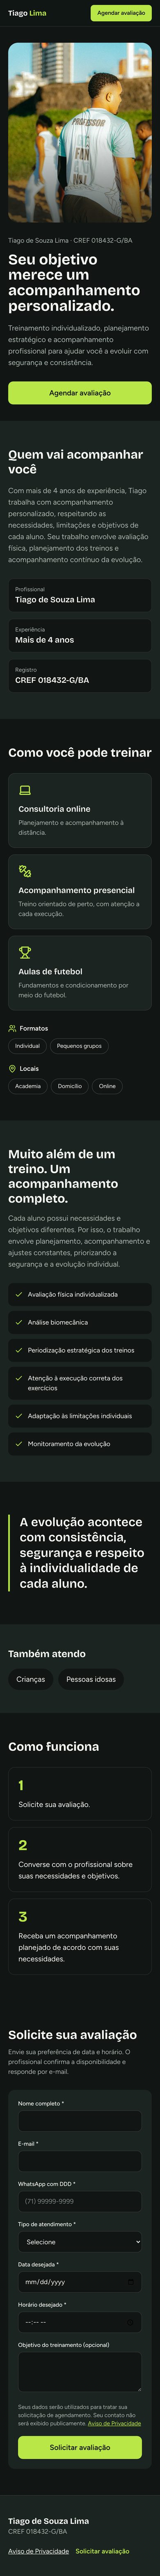 Tiago Lima
Agendar avaliação
PROFESSOR
Tiago de Souza Lima · CREF 018432-G/BA
Seu objetivo
merece um
acompanhamento
personalizado.
Treinamento individualizado, planejamento
estratégico e acompanhamento
profissional para ajudar você a evoluir com
segurança e consistência.
Agendar avaliação
Quem vai acompanhar
você
Com mais de 4 anos de experiência, Tiago
trabalha com acompanhamento
personalizado, respeitando as
necessidades, limitações e objetivos de
cada aluno. Seu trabalho envolve avaliação
física, planejamento dos treinos e
acompanhamento contínuo da evolução.
Profissional
Tiago de Souza Lima
Experiência
Mais de 4 anos
Registro
CREF 018432-G/BA
Como você pode treinar
Consultoria online
Planejamento e acompanhamento à
distância.
Acompanhamento presencial
Treino orientado de perto, com atenção a
cada execução.
Aulas de futebol
Fundamentos e condicionamento por
meio do futebol.
Formatos
Individual
Pequenos grupos
Locais
Academia
Domicílio
Online
Muito além de um
treino. Um
acompanhamento
completo.
Cada aluno possui necessidades e
objetivos diferentes. Por isso, o trabalho
envolve planejamento, acompanhamento e
ajustes constantes, priorizando a
segurança e a evolução individual.
Avaliação física individualizada
Análise biomecânica
Periodização estratégica dos treinos
Atenção à execução correta dos
exercícios
Adaptação às limitações individuais
Monitoramento da evolução
A evolução acontece
com consistência,
segurança e respeito
à individualidade de
cada aluno.
Também atendo
Crianças
Pessoas idosas
Como funciona
1
Solicite sua avaliação.
2
Converse com o profissional sobre
suas necessidades e objetivos.
3
Receba um acompanhamento
planejado de acordo com suas
necessidades.
Solicite sua avaliação
Envie sua preferência de data e horário. O
profissional confirma a disponibilidade e
responde por e-mail.
Nome completo *
E-mail *
WhatsApp com DDD *
(71) 99999-9999
Tipo de atendimento *
Selecione
Data desejada *
mm/dd/yyyy
Horário desejado *
--:-- --
Objetivo do treinamento (opcional)
Seus dados serão utilizados para tratar sua
solicitação de avaliação. Seu contato não
será exibido publicamente. Aviso de Privacidade
Solicitar avaliação
Tiago de Souza Lima
CREF 018432-G/BA
Aviso de Privacidade
Solicitar avaliação